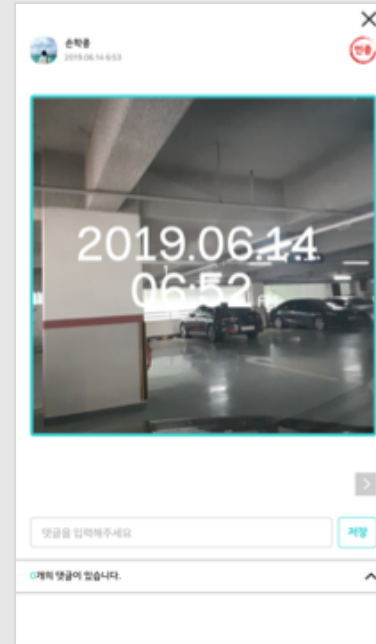 손학종
2019.06.14 6:53
인증
2019.06.14
06:52
댓글을 입력해주세요
저장
0개의 댓글이 있습니다.